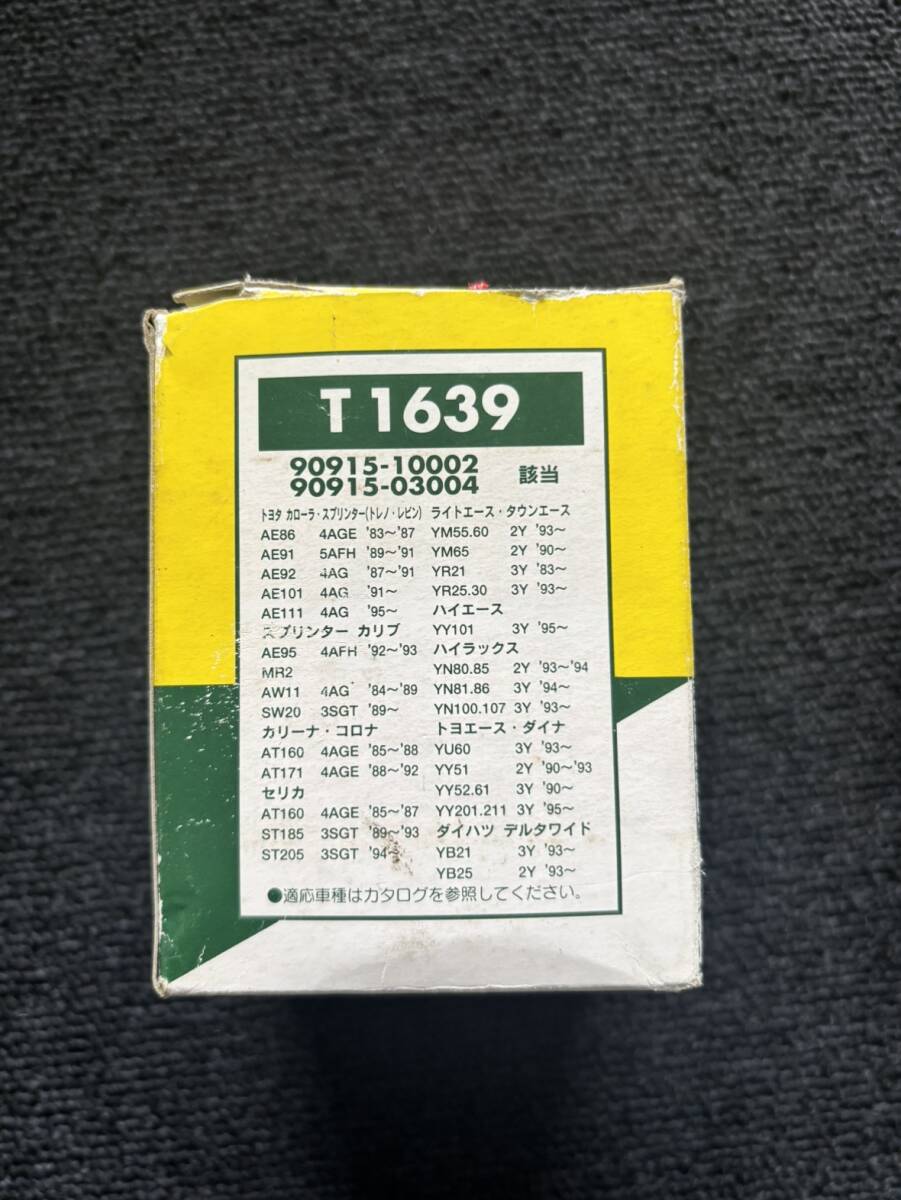 T 1639
90915-10002
90915-03004 該当
トヨタ カローラ・スプリンター(トレノ・レビン)
AE86 4AGE '83〜'87
AE91 5AFH '89〜'91
AE92 4AG '87〜'91
AE101 4AG '91〜
AE111 4AG '95〜
スプリンター カリブ
AE95 4AFH '92〜'93
MR2
AW11 4AG '84〜'89
SW20 3SGT '89〜
カリーナ・コロナ
AT160 4AGE '85〜'88
AT171 4AGE '88〜'92
セリカ
AT160 4AGE '85〜'87
ST185 3SGT '89〜'93
ST205 3SGT '94〜
ライトエース・タウンエース
YM55.60 2Y '93〜
YM65 2Y '90〜
YR21 3Y '83〜
YR25.30 3Y '93〜
ハイエース
YY101 3Y '95〜
ハイラックス
YN80.85 2Y '93〜'94
YN81.86 3Y '94〜
YN100.107 3Y '93〜
トヨエース・ダイナ
YU60 3Y '93〜
YY51 2Y '90〜'93
YY52.61 3Y '90〜
YY201.211 3Y '95〜
ダイハツ デルタワイド
YB21 3Y '93〜
YB25 2Y '93〜
●適応車種はカタログを参照してください。